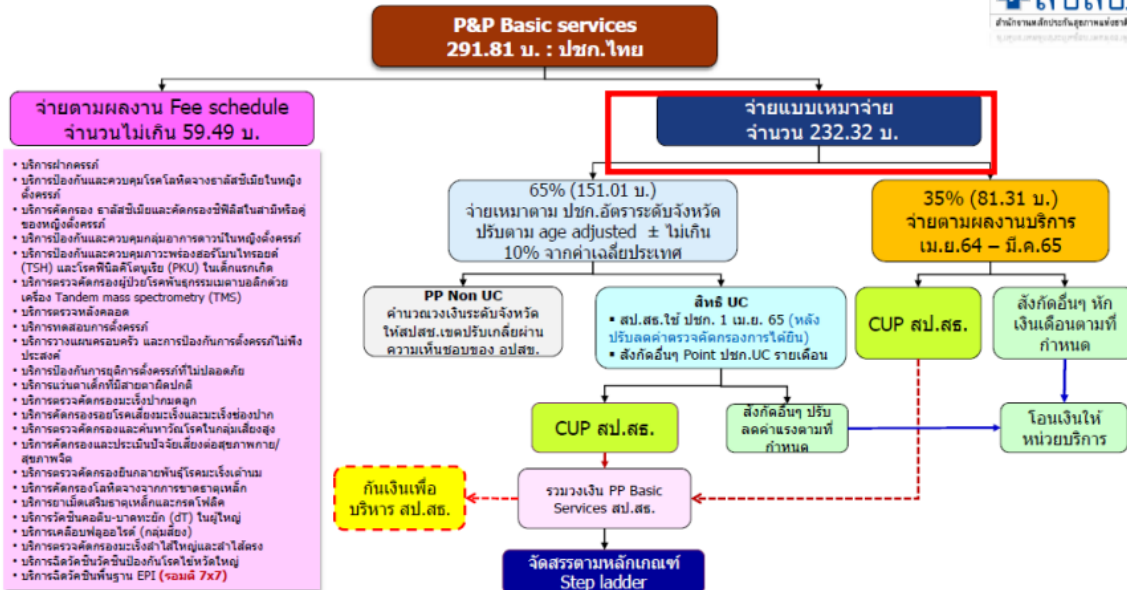 สำนักงานหลักประกันสุขภาพแห่งชาติ
P&P Basic services
291.81 บ. : ปชก.ไทย
จ่ายตามผลงาน Fee schedule
จำนวนไม่เกิน 59.49 บ.
• บริการฝากครรภ์
• บริการป้องกันและควบคุมโรคโลหิตจางธาลัสซีเมียในหญิง
ตั้งครรภ์
• บริการคัดกรอง ธาลัสซีเมียและคัดกรองซิฟิลิสในสามีหรือคู่
ของหญิงตั้งครรภ์
• บริการป้องกันและควบคุมกลุ่มอาการดาวน์ในหญิงตั้งครรภ์
• บริการป้องกันและควบคุมภาวะพร่องฮอร์โมนไทรอยด์
(TSH) และโรคฟีนิลคีโตนูเรีย (PKU) ในเด็กแรกเกิด
• บริการตรวจคัดกรองผู้ป่วยโรคพันธุกรรมเมตาบอลิกด้วย
เครื่อง Tandem mass spectrometry (TMS)
• บริการตรวจหลังคลอด
• บริการทดสอบการตั้งครรภ์
• บริการวางแผนครอบครัว และการป้องกันการตั้งครรภ์ไม่พึง
ประสงค์
• บริการป้องกันการยุติการตั้งครรภ์ที่ไม่ปลอดภัย
• บริการแว่นตาเด็กที่มีสายตาผิดปกติ
• บริการตรวจคัดกรองมะเร็งปากมดลูก
• บริการคัดกรองรอยโรคเสี่ยงมะเร็งและมะเร็งช่องปาก
• บริการตรวจคัดกรองและค้นหาวัณโรคในกลุ่มเสี่ยงสูง
• บริการคัดกรองและประเมินปัจจัยเสี่ยงต่อสุขภาพกาย/
สุขภาพจิต
• บริการตรวจคัดกรองยีนกลายพันธุ์โรคมะเร็งเต้านม
• บริการคัดกรองโลหิตจางจากการขาดธาตุเหล็ก
• บริการยาเม็ดเสริมธาตุเหล็กและกรดโฟลิค
• บริการวัคซีนคอตีบ-บาดทะยัก (dT) ในผู้ใหญ่
• บริการเคลือบฟลูออไรด์ (กลุ่มเสี่ยง)
• บริการตรวจคัดกรองมะเร็งลำไส้ใหญ่และลำไส้ตรง
• บริการฉีดวัคซีนวัคซีนป้องกันโรคไข้หวัดใหญ่
• บริการฉีดวัคซีนพื้นฐาน EPI (รอมติ 7x7)
จ่ายแบบเหมาจ่าย
จำนวน 232.32 บ.
65% (151.01 บ.)
จ่ายเหมาตาม ปชก.อัตราระดับจังหวัด
ปรับตาม age adjusted ± ไม่เกิน
10% จากค่าเฉลี่ยประเทศ
35% (81.31 บ.)
จ่ายตามผลงานบริการ
เม.ย.64 – มี.ค.65
PP Non UC
คำนวณวงเงินระดับจังหวัด
ให้สปสช.เขตปรับเกลี่ยผ่าน
ความเห็นชอบของ อปสข.
สิทธิ UC
▪ สป.สธ.ใช้ ปชก. 1 เม.ย. 65 (หลัง
ปรับลดค่าตรวจคัดกรองการได้ยิน)
▪ สังกัดอื่นๆ Point ปชก.UC รายเดือน
CUP สป.สธ.
สังกัดอื่นๆ หัก
เงินเดือนตามที่
กำหนด
CUP สป.สธ.
สังกัดอื่นๆ ปรับ
ลดค่าแรงตามที่
กำหนด
โอนเงินให้
หน่วยบริการ
กันเงินเพื่อ
บริหาร สป.สธ.
รวมวงเงิน PP Basic
Services สป.สธ.
จัดสรรตามหลักเกณฑ์
Step ladder